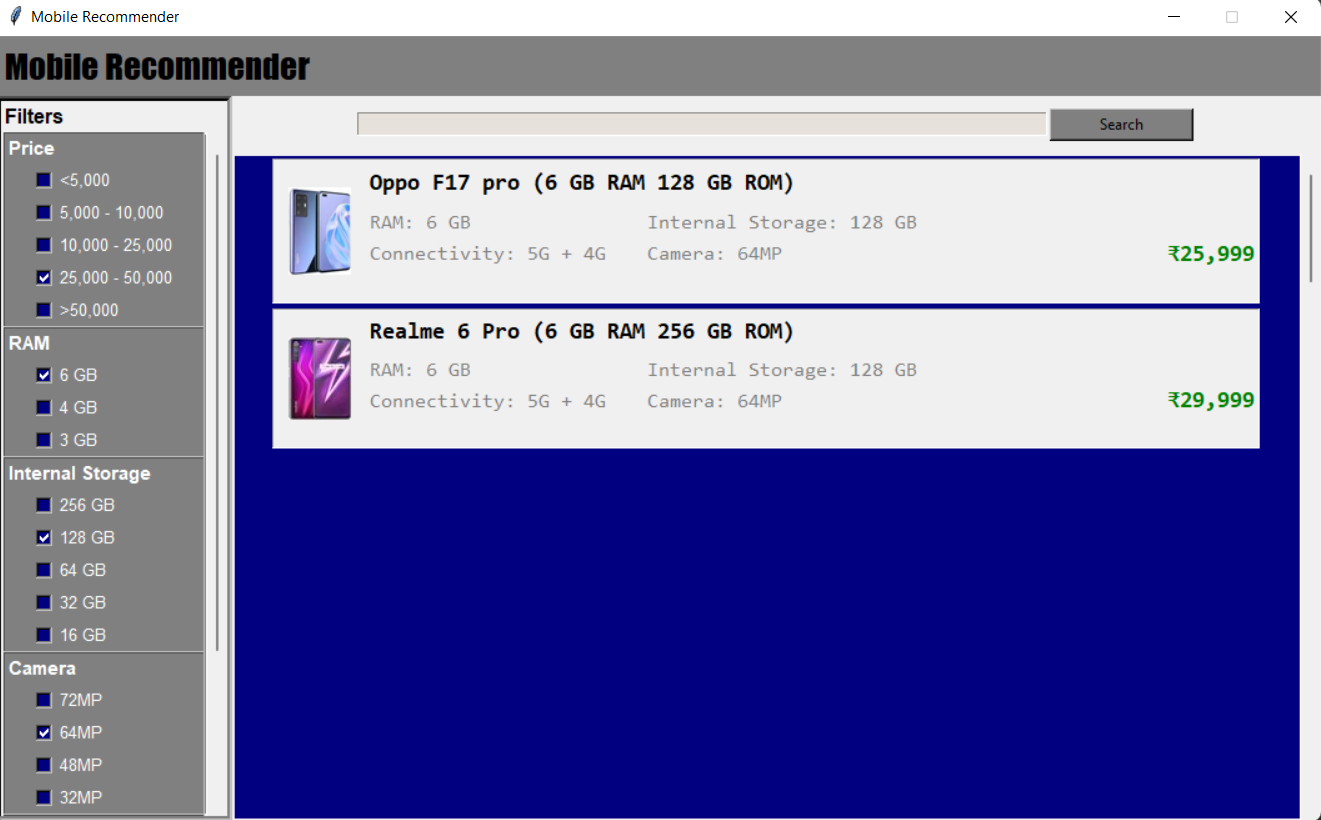 Mobile Recommender
Mobile Recommender
Filters
Price
<5,000
5,000 - 10,000
10,000 - 25,000
25,000 - 50,000
>50,000
RAM
6 GB
4 GB
3 GB
Internal Storage
256 GB
128 GB
64 GB
32 GB
16 GB
Camera
72MP
64MP
48MP
32MP
Search
Oppo F17 pro (6 GB RAM 128 GB ROM)
RAM: 6 GB Internal Storage: 128 GB
Connectivity: 5G + 4G Camera: 64MP ₹25,999
Realme 6 Pro (6 GB RAM 256 GB ROM)
RAM: 6 GB Internal Storage: 128 GB
Connectivity: 5G + 4G Camera: 64MP ₹29,999